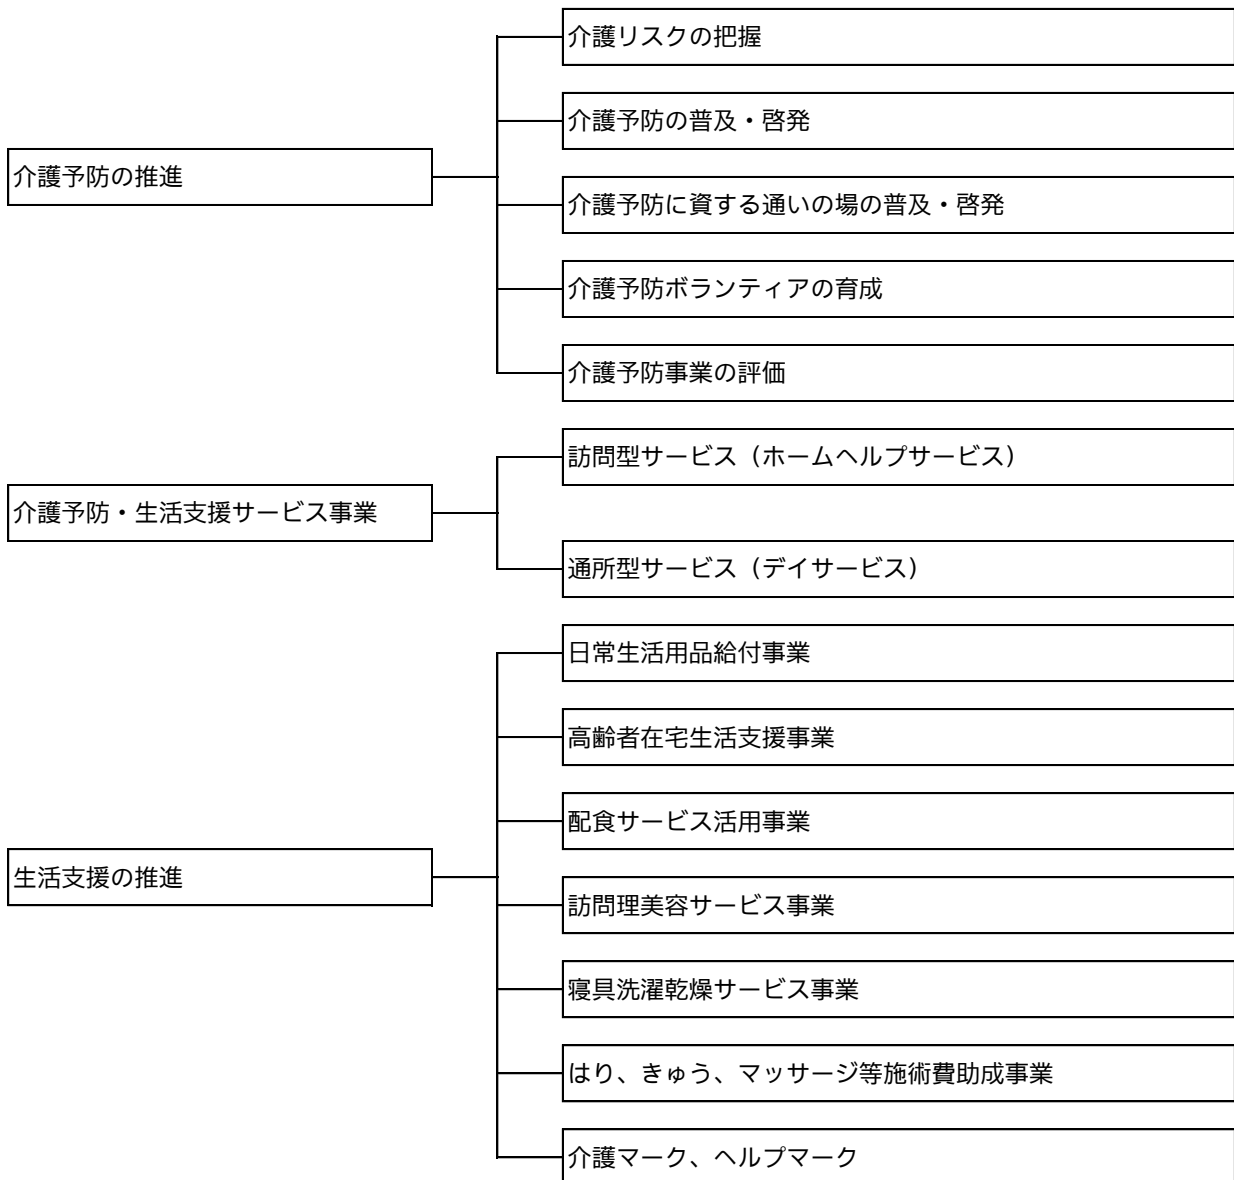 介護リスクの把握
介護予防の普及・啓発
介護予防の推進
介護予防に資する通いの場の普及・啓発
介護予防ボランティアの育成
介護予防事業の評価
訪問型サービス（ホームヘルプサービス）
介護予防・生活支援サービス事業
通所型サービス（デイサービス）
日常生活用品給付事業
高齢者在宅生活支援事業
配食サービス活用事業
生活支援の推進
訪問理美容サービス事業
寝具洗濯乾燥サービス事業
はり、きゅう、マッサージ等施術費助成事業
介護マーク、ヘルプマーク